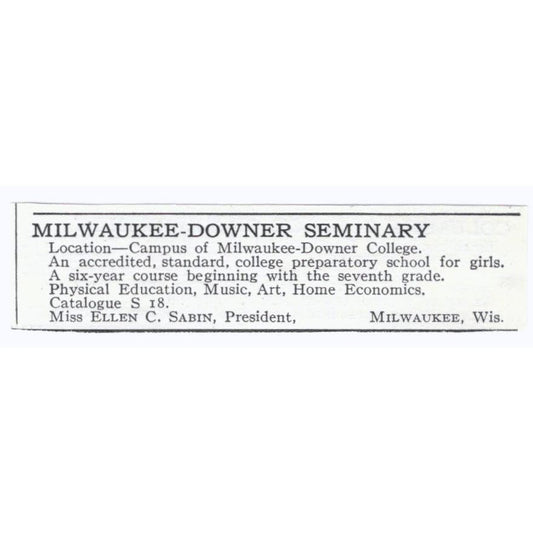 MILWAUKEE-DOWNER SEMINARY
Location—Campus of Milwaukee-Downer College.
An accredited, standard, college preparatory school for girls.
A six-year course beginning with the seventh grade.
Physical Education, Music, Art, Home Economics.
Catalogue S 18.
Miss ELLEN C. SABIN, President, MILWAUKEE, Wis.